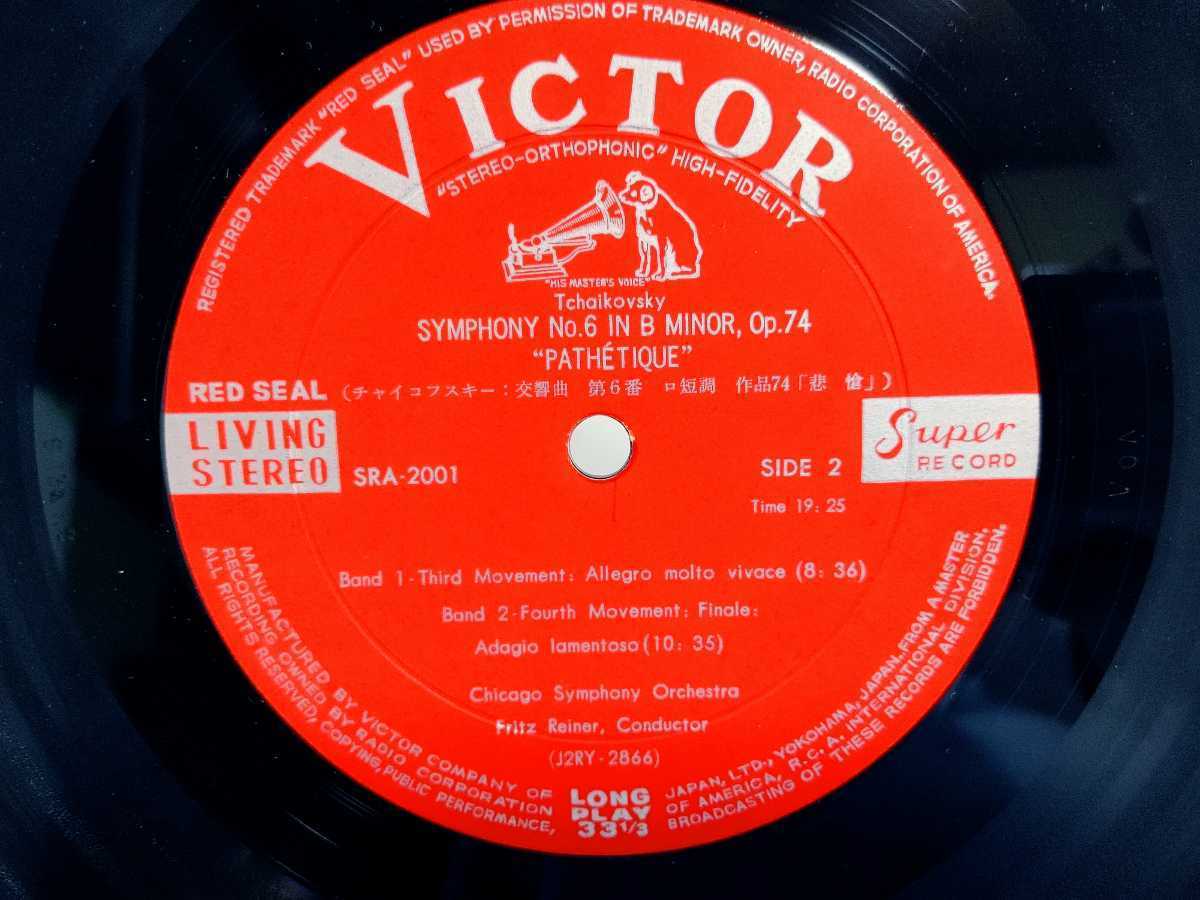 REGISTERED TRADEMARK "RED SEAL" USED BY PERMISSION OF TRADEMARK OWNER, RADIO CORPORATION OF AMERICA.
VICTOR
"STEREO-ORTHOPHONIC" HIGH-FIDELITY
"HIS MASTER'S VOICE"
Tchaikovsky
SYMPHONY No.6 IN B MINOR, Op.74
"PATHÉTIQUE"
RED SEAL
(チャイコフスキー:交響曲 第6番 ロ短調 作品74「悲愴」)
LIVING
STEREO
Super
RECORD
SRA-2001
SIDE 2
Time 19: 25
Band 1-Third Movement: Allegro molto vivace (8: 36)
Band 2-Fourth Movement: Finale:
Adagio lamentoso(10: 35)
Chicago Symphony Orchestra
Fritz Reiner, Conductor
(J2RY-2866)
MANUFACTURED BY VICTOR COMPANY OF JAPAN, LTD., YOKOHAMA, JAPAN, FROM A MASTER
RECORDING OWNED BY RADIO CORPORATION OF AMERICA, R.C.A. INTERNATIONAL DIVISION.
ALL RIGHTS RESERVED, COPYING, PUBLIC PERFORMANCE, BROADCASTING OF THESE RECORDS ARE FORBIDDEN.
LONG
PLAY
33 1/3